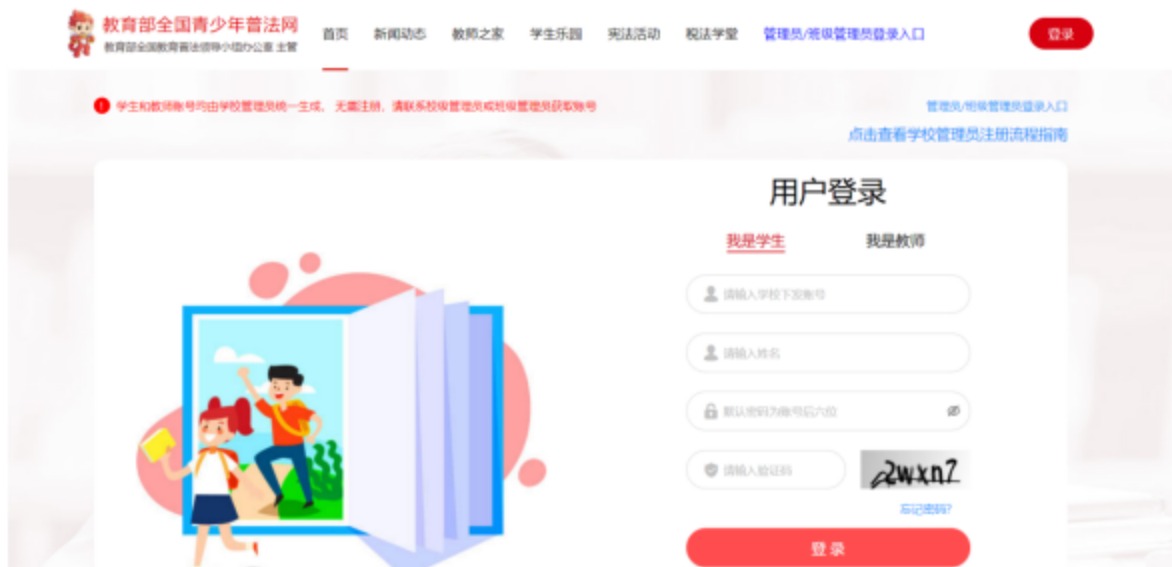 教育部全国青少年普法网
教育部全国教育普法领导小组办公室 主管
首页 新闻动态 教师之家 学生乐园 宪法活动 税法学堂 管理员/班级管理员登录入口 登录
学生和教师账号均由学校管理员统一生成, 无需注册, 请联系校级管理员或班级管理员获取账号
管理员/班级管理员登录入口
点击查看学校管理员注册流程指南
用户登录
我是学生 我是教师
请输入学校下发账号
请输入姓名
默认密码为账号后六位
请输入验证码
忘记密码?
登 录